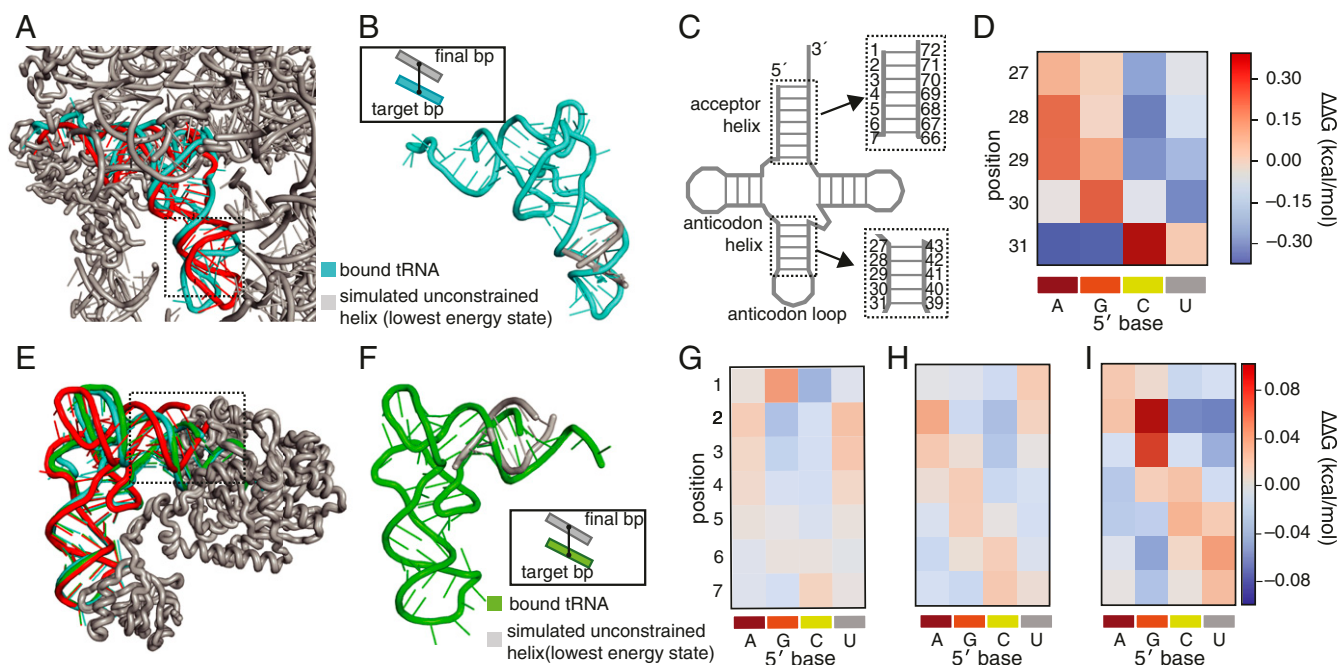 A
B
final bp
target bp
bound tRNA
simulated unconstrained
helix (lowest energy state)
C
3´
5´
acceptor
helix
anticodon
helix
anticodon loop
1 72
2 71
3 70
4 69
5 68
6 67
7 66
27 43
28 42
29 41
30 40
31 39
D
position
27
28
29
30
31
A G C U
5′ base
0.30
0.15
0.00
−0.15
−0.30
ΔΔG (kcal/mol)
E
F
final bp
target bp
bound tRNA
simulated unconstrained
helix(lowest energy state)
G
position
1
2
3
4
5
6
7
A G C U
5′ base
H
A G C U
5′ base
I
A G C U
5′ base
0.08
0.04
0.00
−0.04
−0.08
ΔΔG (kcal/mol)